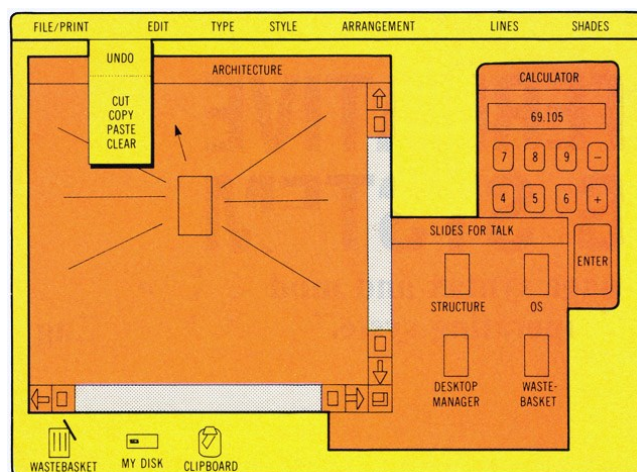 FILE/PRINT EDIT TYPE STYLE ARRANGEMENT LINES SHADES
UNDO
CUT
COPY
PASTE
CLEAR
ARCHITECTURE
CALCULATOR
69.105
7 8 9 –
4 5 6 +
ENTER
SLIDES FOR TALK
STRUCTURE OS
DESKTOP MANAGER
WASTE-
BASKET
WASTEBASKET MY DISK CLIPBOARD